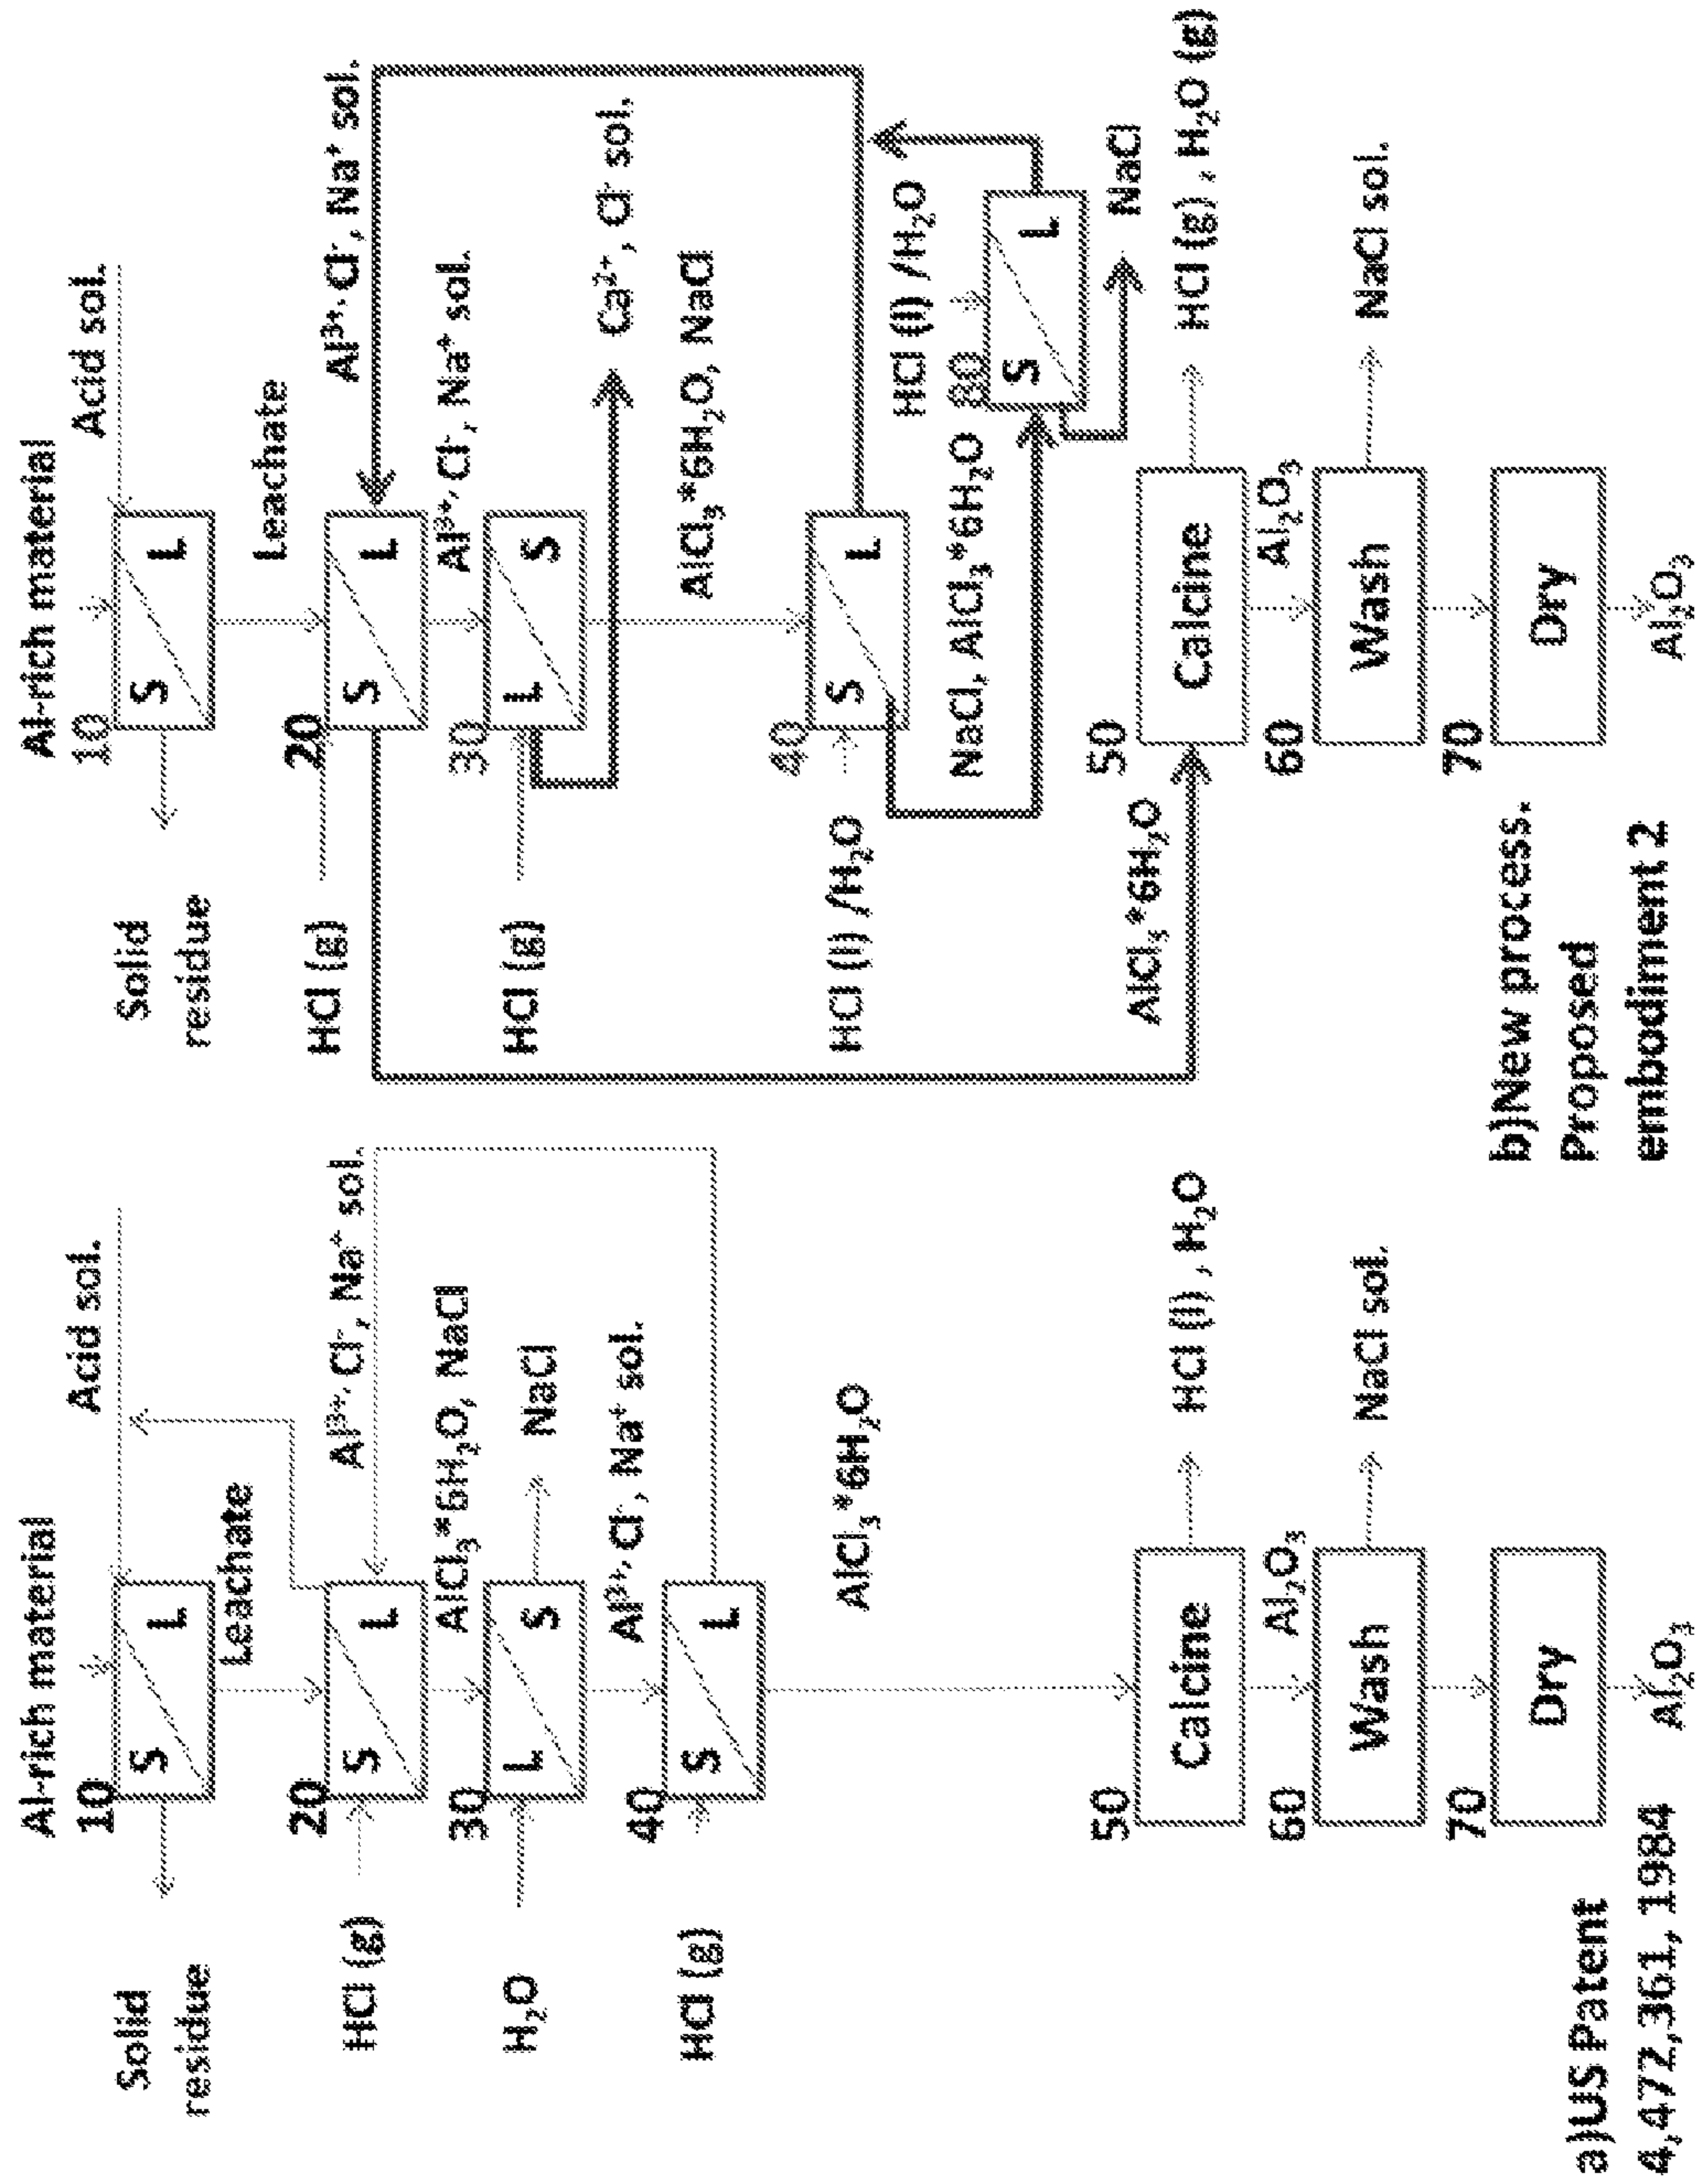 Al-rich material
Acid sol.
10
S
L
Solid
residue
Leachate
HCl (g)
20
S
L
Al³⁺, Cl⁻, Na⁺ sol.
AlCl₃*6H₂O, NaCl
H₂O
30
L
S
NaCl
Al³⁺, Cl⁻, Na⁺ sol.
HCl (g)
40
S
L
AlCl₃*6H₂O
50
Calcine
HCl (l), H₂O
Al₂O₃
60
Wash
NaCl sol.
70
Dry
Al₂O₃
a)US Patent
4,472,361, 1984
Al-rich material
Acid sol.
10
S
L
Solid
residue
Leachate
HCl (g)
20
S
L
Al³⁺, Cl⁻, Na⁺ sol.
Al³⁺, Cl⁻, Na⁺ sol.
HCl (g)
30
L
S
Ca²⁺, Cl⁻ sol.
AlCl₃*6H₂O, NaCl
HCl (l) /H₂O
40
S
L
HCl (l) /H₂O
NaCl, AlCl₃*6H₂O
80
S
L
NaCl
AlCl₃*6H₂O
50
Calcine
HCl (g) , H₂O (g)
Al₂O₃
60
Wash
NaCl sol.
70
Dry
Al₂O₃
b)New process.
Proposed
embodiment 2